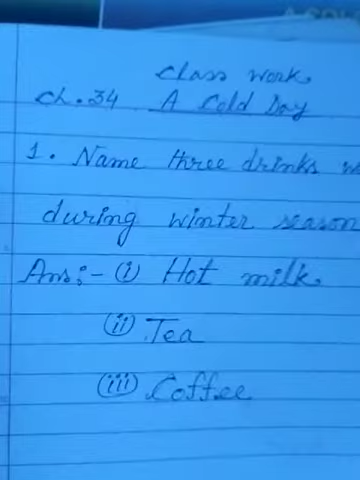 Class Work.
Ch. 34 A Cold Day
1. Name three drinks
during winter season
Ans:- (i) Hot milk.
(ii) Tea
(iii) Coffee